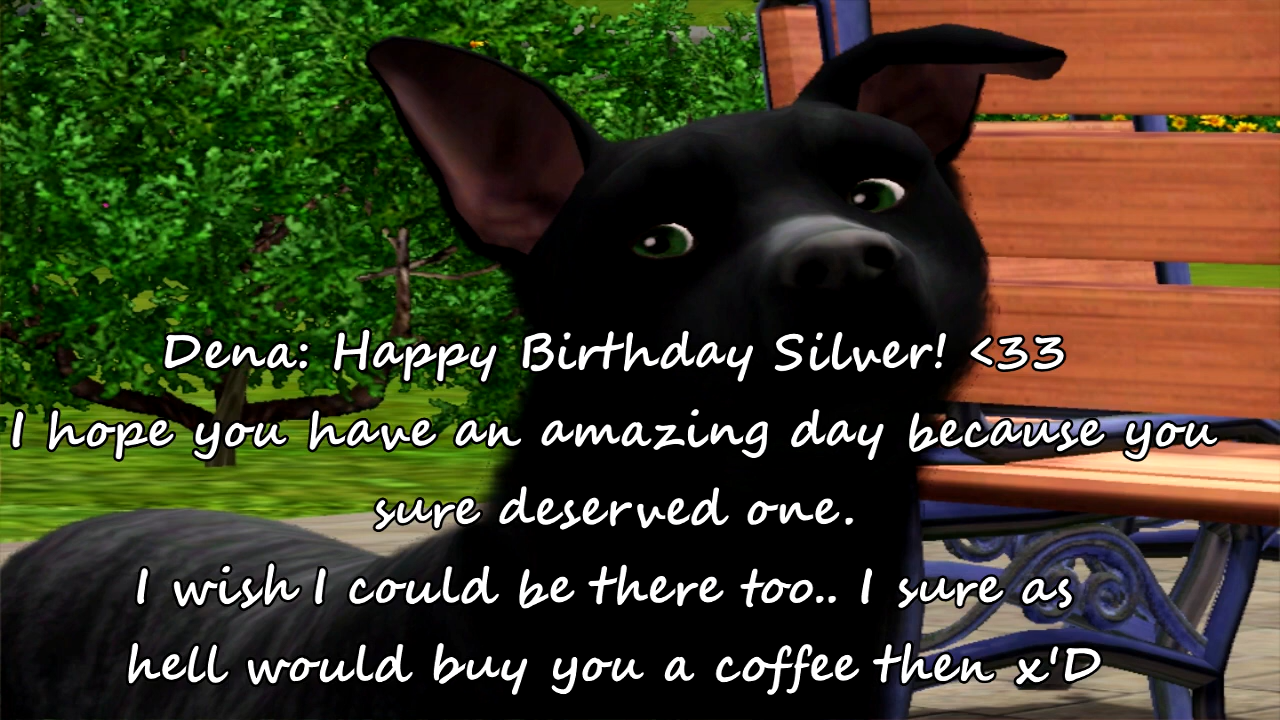 Dena: Happy Birthday Silver! <33
I hope you have an amazing day because you
sure deserved one.
I wish I could be there too.. I sure as
hell would buy you a coffee then x'D